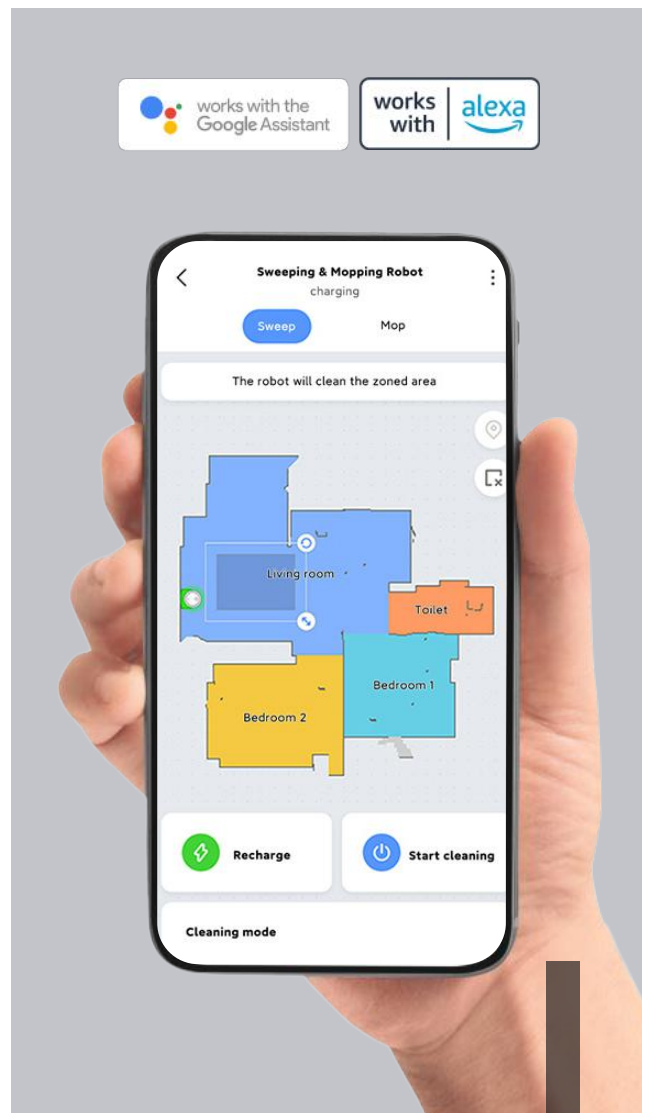 works with the
Google Assistant
works
with
alexa
Sweeping & Mopping Robot
charging
Sweep
Mop
The robot will clean the zoned area
Living room
Toilet
Bedroom 1
Bedroom 2
Recharge
Start cleaning
Cleaning mode